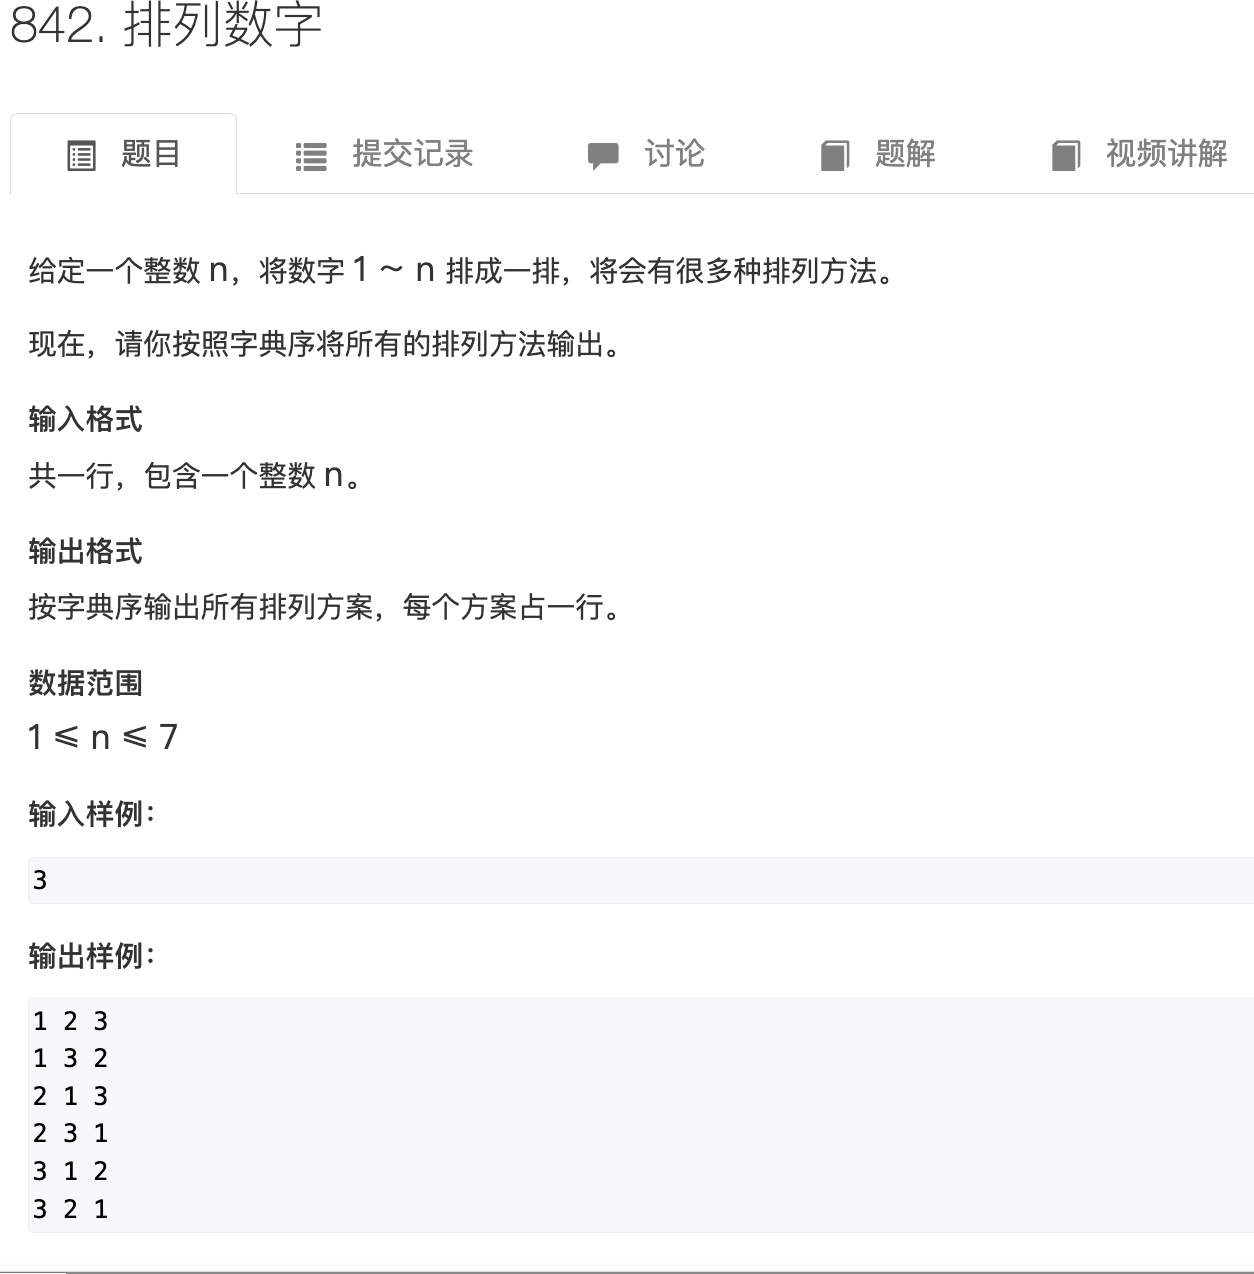 842. 排列数字
题目 提交记录 讨论 题解 视频讲解
给定一个整数 n，将数字 1 ~ n 排成一排，将会有很多种排列方法。
现在，请你按照字典序将所有的排列方法输出。
输入格式
共一行，包含一个整数 n。
输出格式
按字典序输出所有排列方案，每个方案占一行。
数据范围
1 ⩽ n ⩽ 7
输入样例：
3
输出样例：
1 2 3
1 3 2
2 1 3
2 3 1
3 1 2
3 2 1